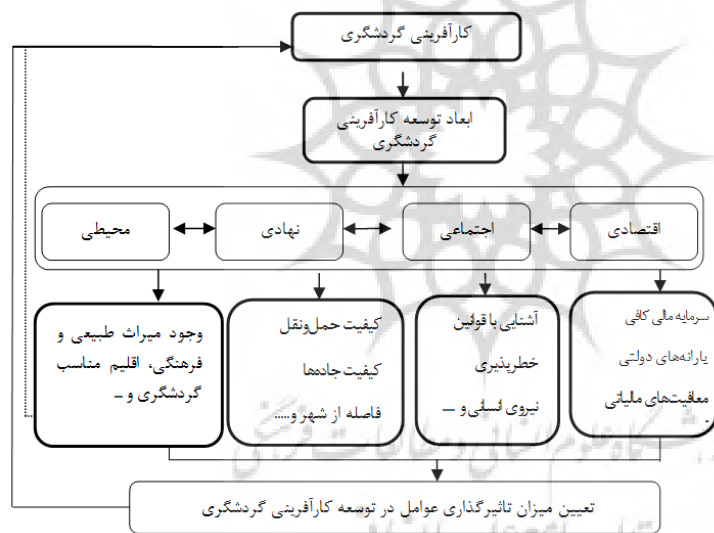 کارآفرینی گردشگری
ابعاد توسعه کارآفرینی
گردشگری
اقتصادی
اجتماعی
نهادی
محیطی
سرمایه مالی کافی
یارانه‌های دولتی
معافیت‌های مالیاتی
.
آشنایی با قوانین
خطرپذیری
نیروی انسانی و ...
کیفیت حمل‌ونقل
کیفیت جاده‌ها
فاصله از شهر و.....
وجود میراث طبیعی و
فرهنگی، اقلیم مناسب
گردشگری و ...
تعیین میزان تاثیرگذاری عوامل در توسعه کارآفرینی گردشگری